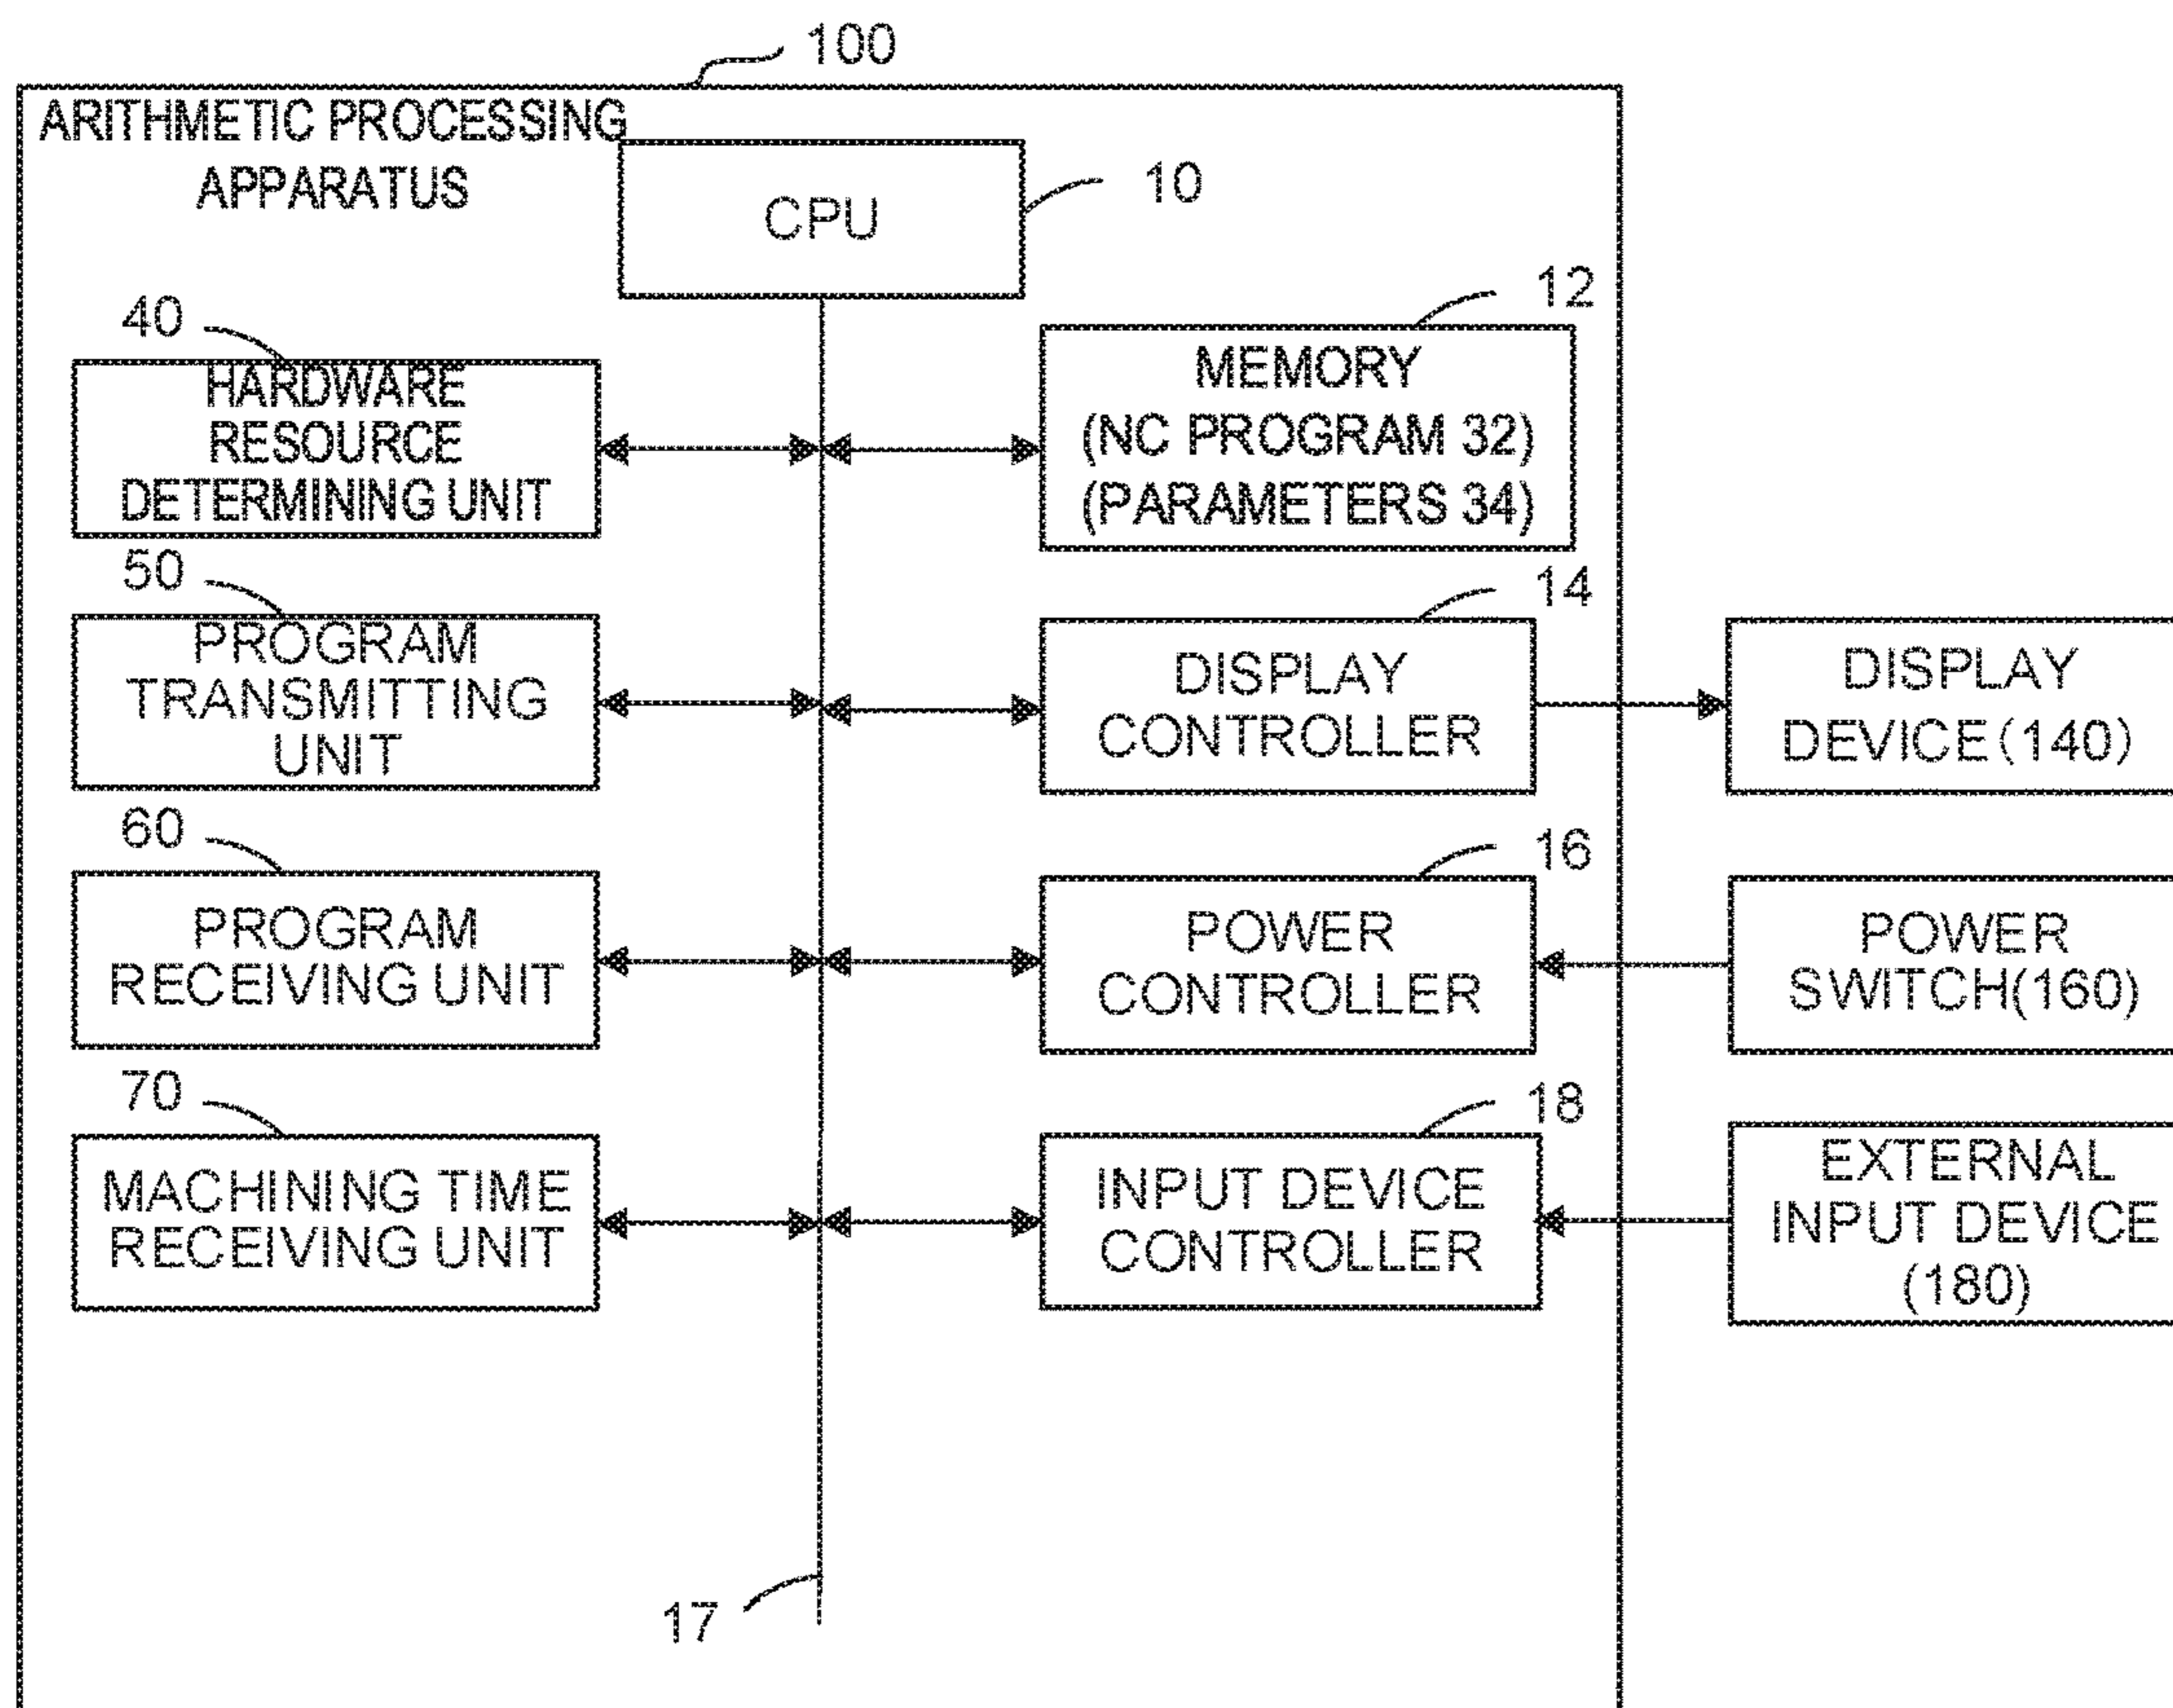 100
ARITHMETIC PROCESSING
APPARATUS
CPU
10
40
HARDWARE
RESOURCE
DETERMINING UNIT
12
MEMORY
(NC PROGRAM 32)
(PARAMETERS 34)
50
PROGRAM
TRANSMITTING
UNIT
14
DISPLAY
CONTROLLER
DISPLAY
DEVICE(140)
60
PROGRAM
RECEIVING UNIT
16
POWER
CONTROLLER
POWER
SWITCH(160)
70
MACHINING TIME
RECEIVING UNIT
18
INPUT DEVICE
CONTROLLER
EXTERNAL
INPUT DEVICE
(180)
17